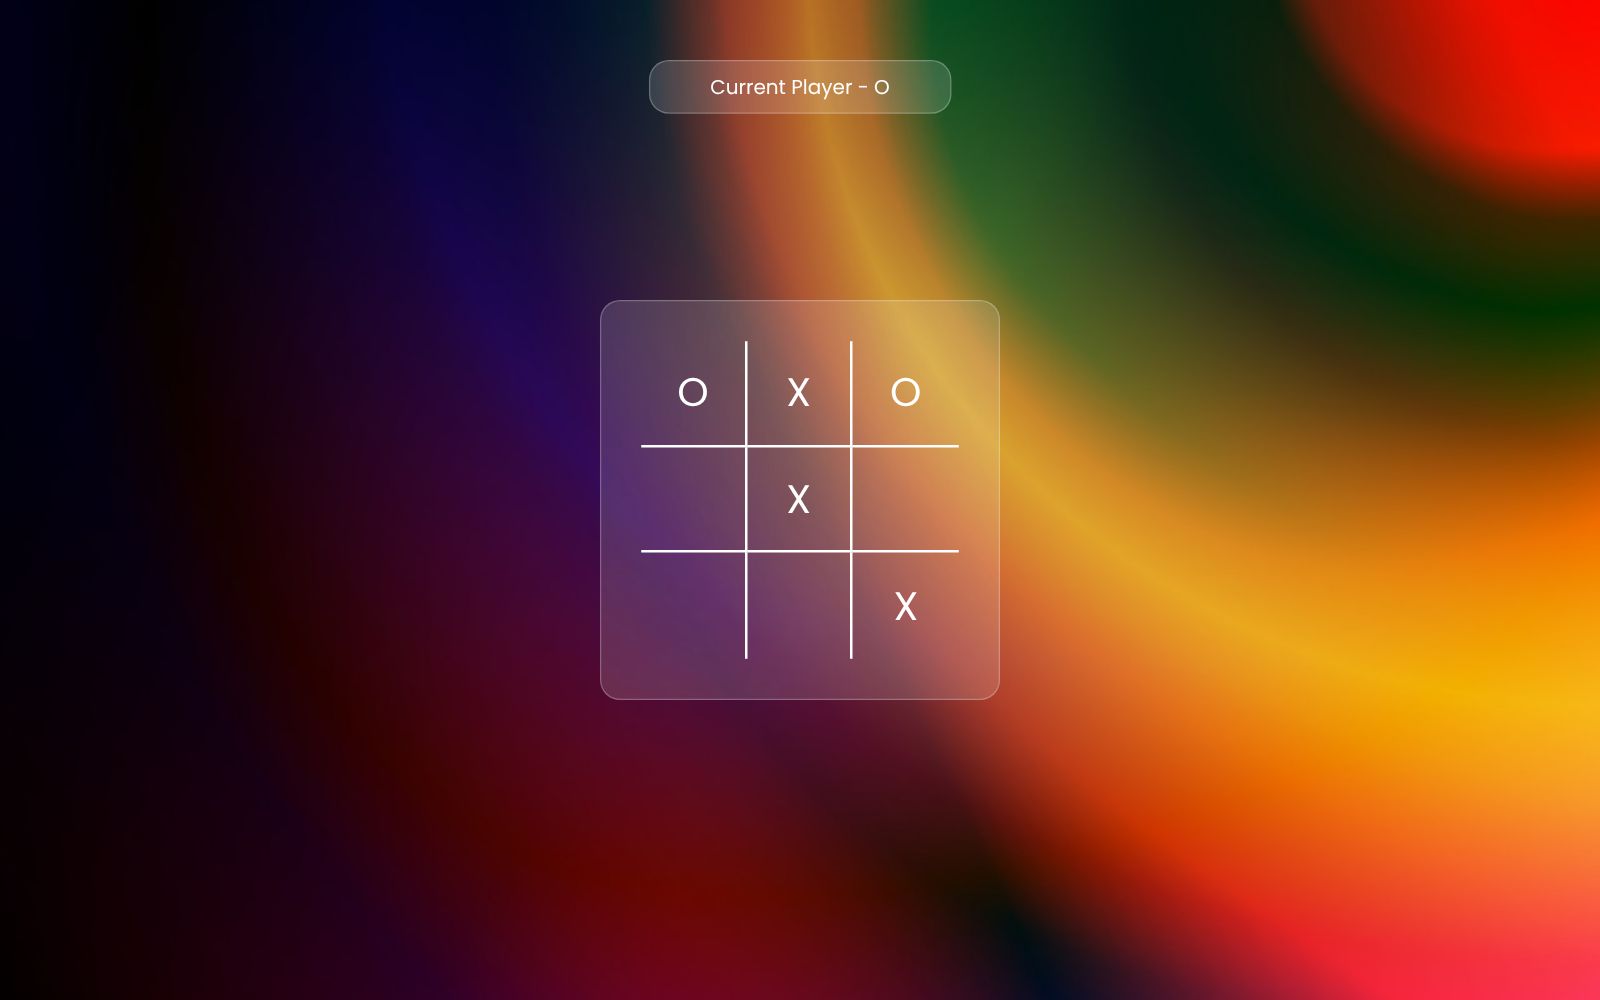 Current Player - O
O X O
X
X